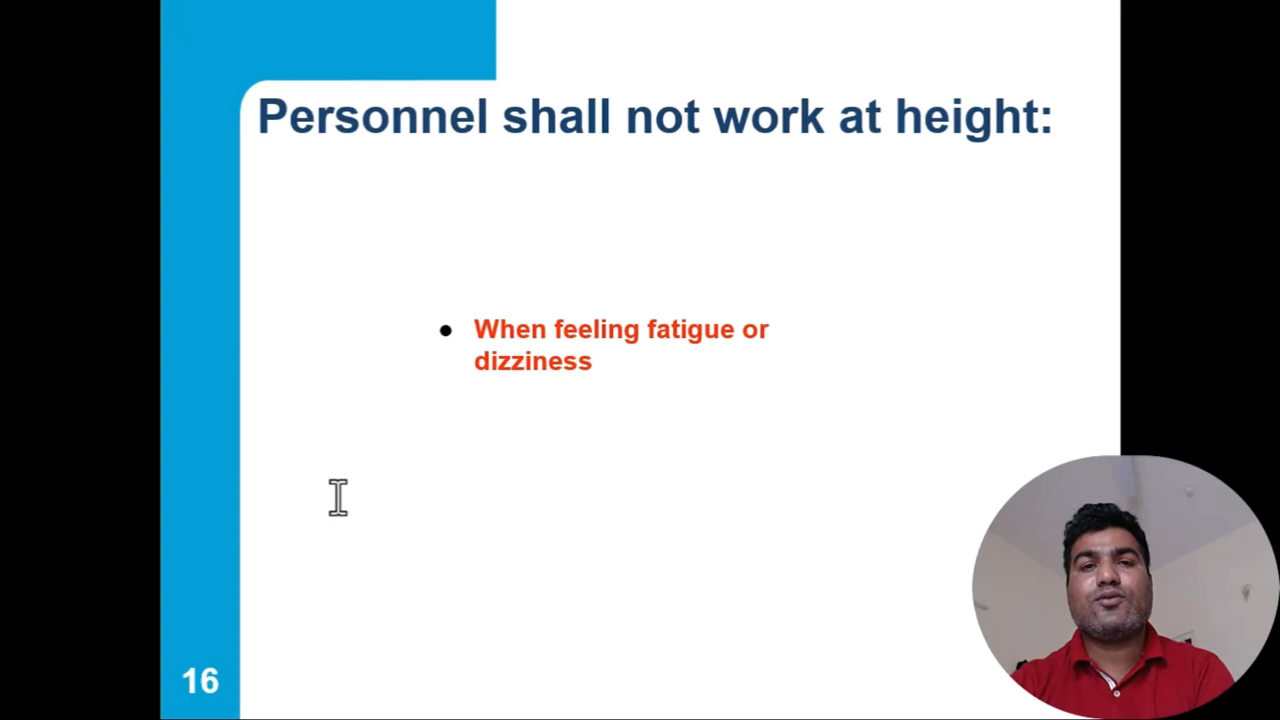 Personnel shall not work at height:
● When feeling fatigue or
dizziness
16